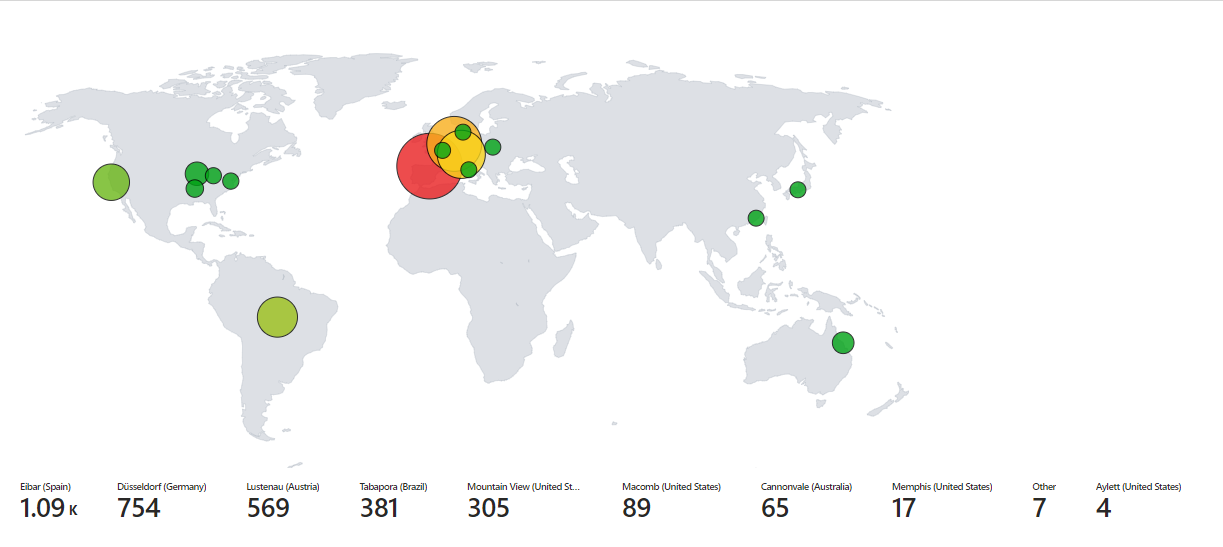 Eibar (Spain) Düsseldorf (Germany) Lustenau (Austria) Tabapora (Brazil) Mountain View (United St... Macomb (United States) Cannonvale (Australia) Memphis (United States) Other Aylett (United States)
1.09 K 754 569 381 305 89 65 17 7 4